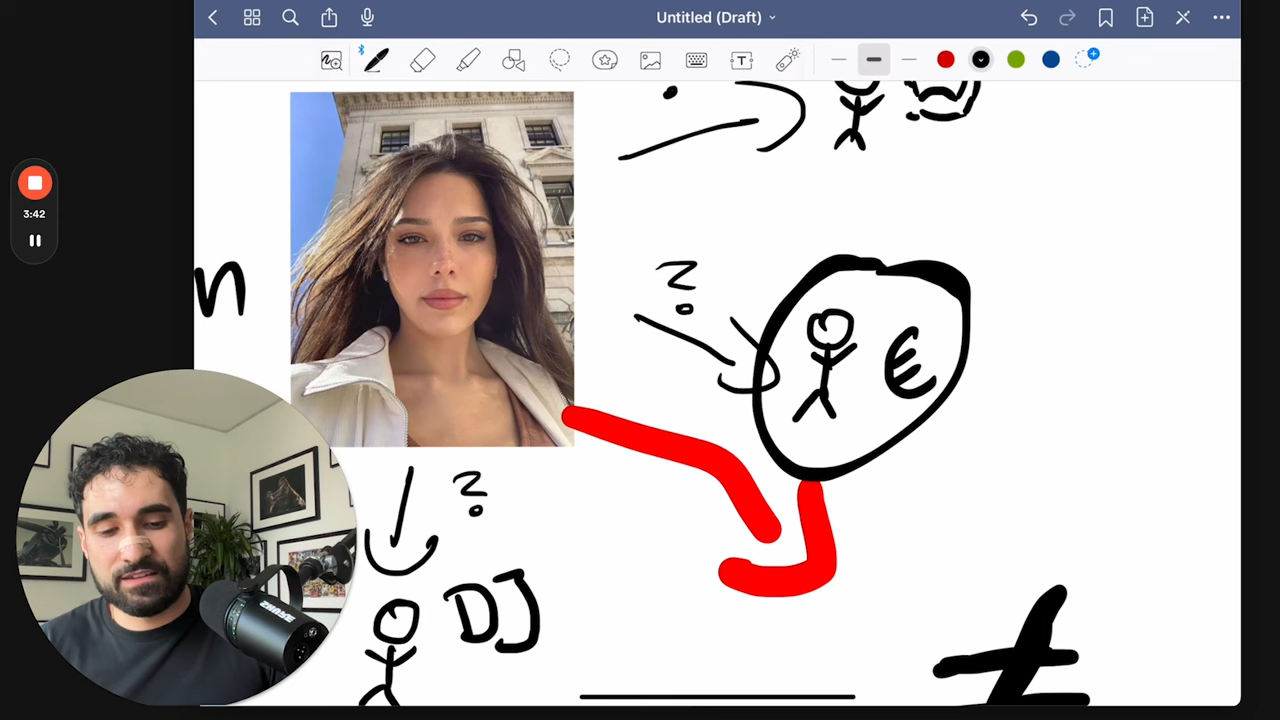 Untitled (Draft)
3:42
T
n
?
€
?
DJ
SHURE